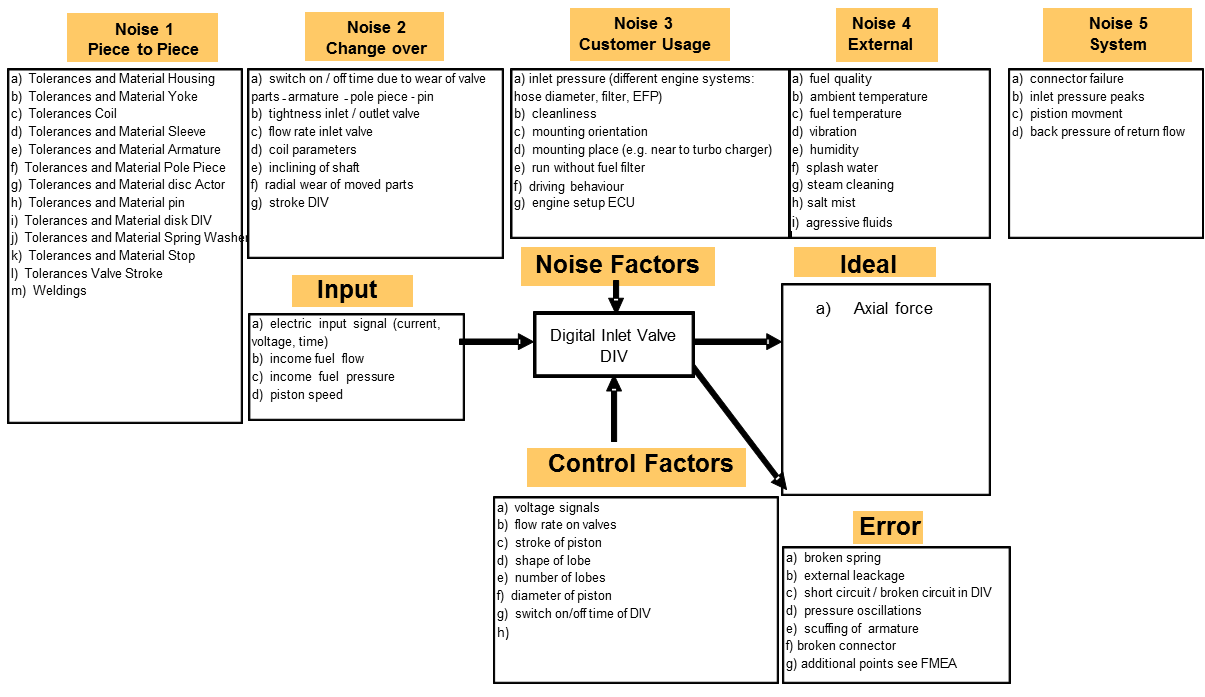 Noise 1
Piece to Piece
a) Tolerances and Material Housing
b) Tolerances and Material Yoke
c) Tolerances Coil
d) Tolerances and Material Sleeve
e) Tolerances and Material Armature
f) Tolerances and Material Pole Piece
g) Tolerances and Material disc Actor
h) Tolerances and Material pin
i) Tolerances and Material disk DIV
j) Tolerances and Material Spring Washer
k) Tolerances and Material Stop
l) Tolerances Valve Stroke
m) Weldings
Noise 2
Change over
a) switch on / off time due to wear of valve
parts - armature - pole piece - pin
b) tightness inlet / outlet valve
c) flow rate inlet valve
d) coil parameters
e) inclining of shaft
f) radial wear of moved parts
g) stroke DIV
Noise 3
Customer Usage
a) inlet pressure (different engine systems:
hose diameter, filter, EFP)
b) cleanliness
c) mounting orientation
d) mounting place (e.g. near to turbo charger)
e) run without fuel filter
f) driving behaviour
g) engine setup ECU
Noise 4
External
a) fuel quality
b) ambient temperature
c) fuel temperature
d) vibration
e) humidity
f) splash water
g) steam cleaning
h) salt mist
i) agressive fluids
Noise 5
System
a) connector failure
b) inlet pressure peaks
c) pistion movment
d) back pressure of return flow
Noise Factors
Input
a) electric input signal (current,
voltage, time)
b) income fuel flow
c) income fuel pressure
d) piston speed
Digital Inlet Valve
DIV
Ideal
a) Axial force
Control Factors
a) voltage signals
b) flow rate on valves
c) stroke of piston
d) shape of lobe
e) number of lobes
f) diameter of piston
g) switch on/off time of DIV
h)
Error
a) broken spring
b) external leackage
c) short circuit / broken circuit in DIV
d) pressure oscillations
e) scuffing of armature
f) broken connector
g) additional points see FMEA